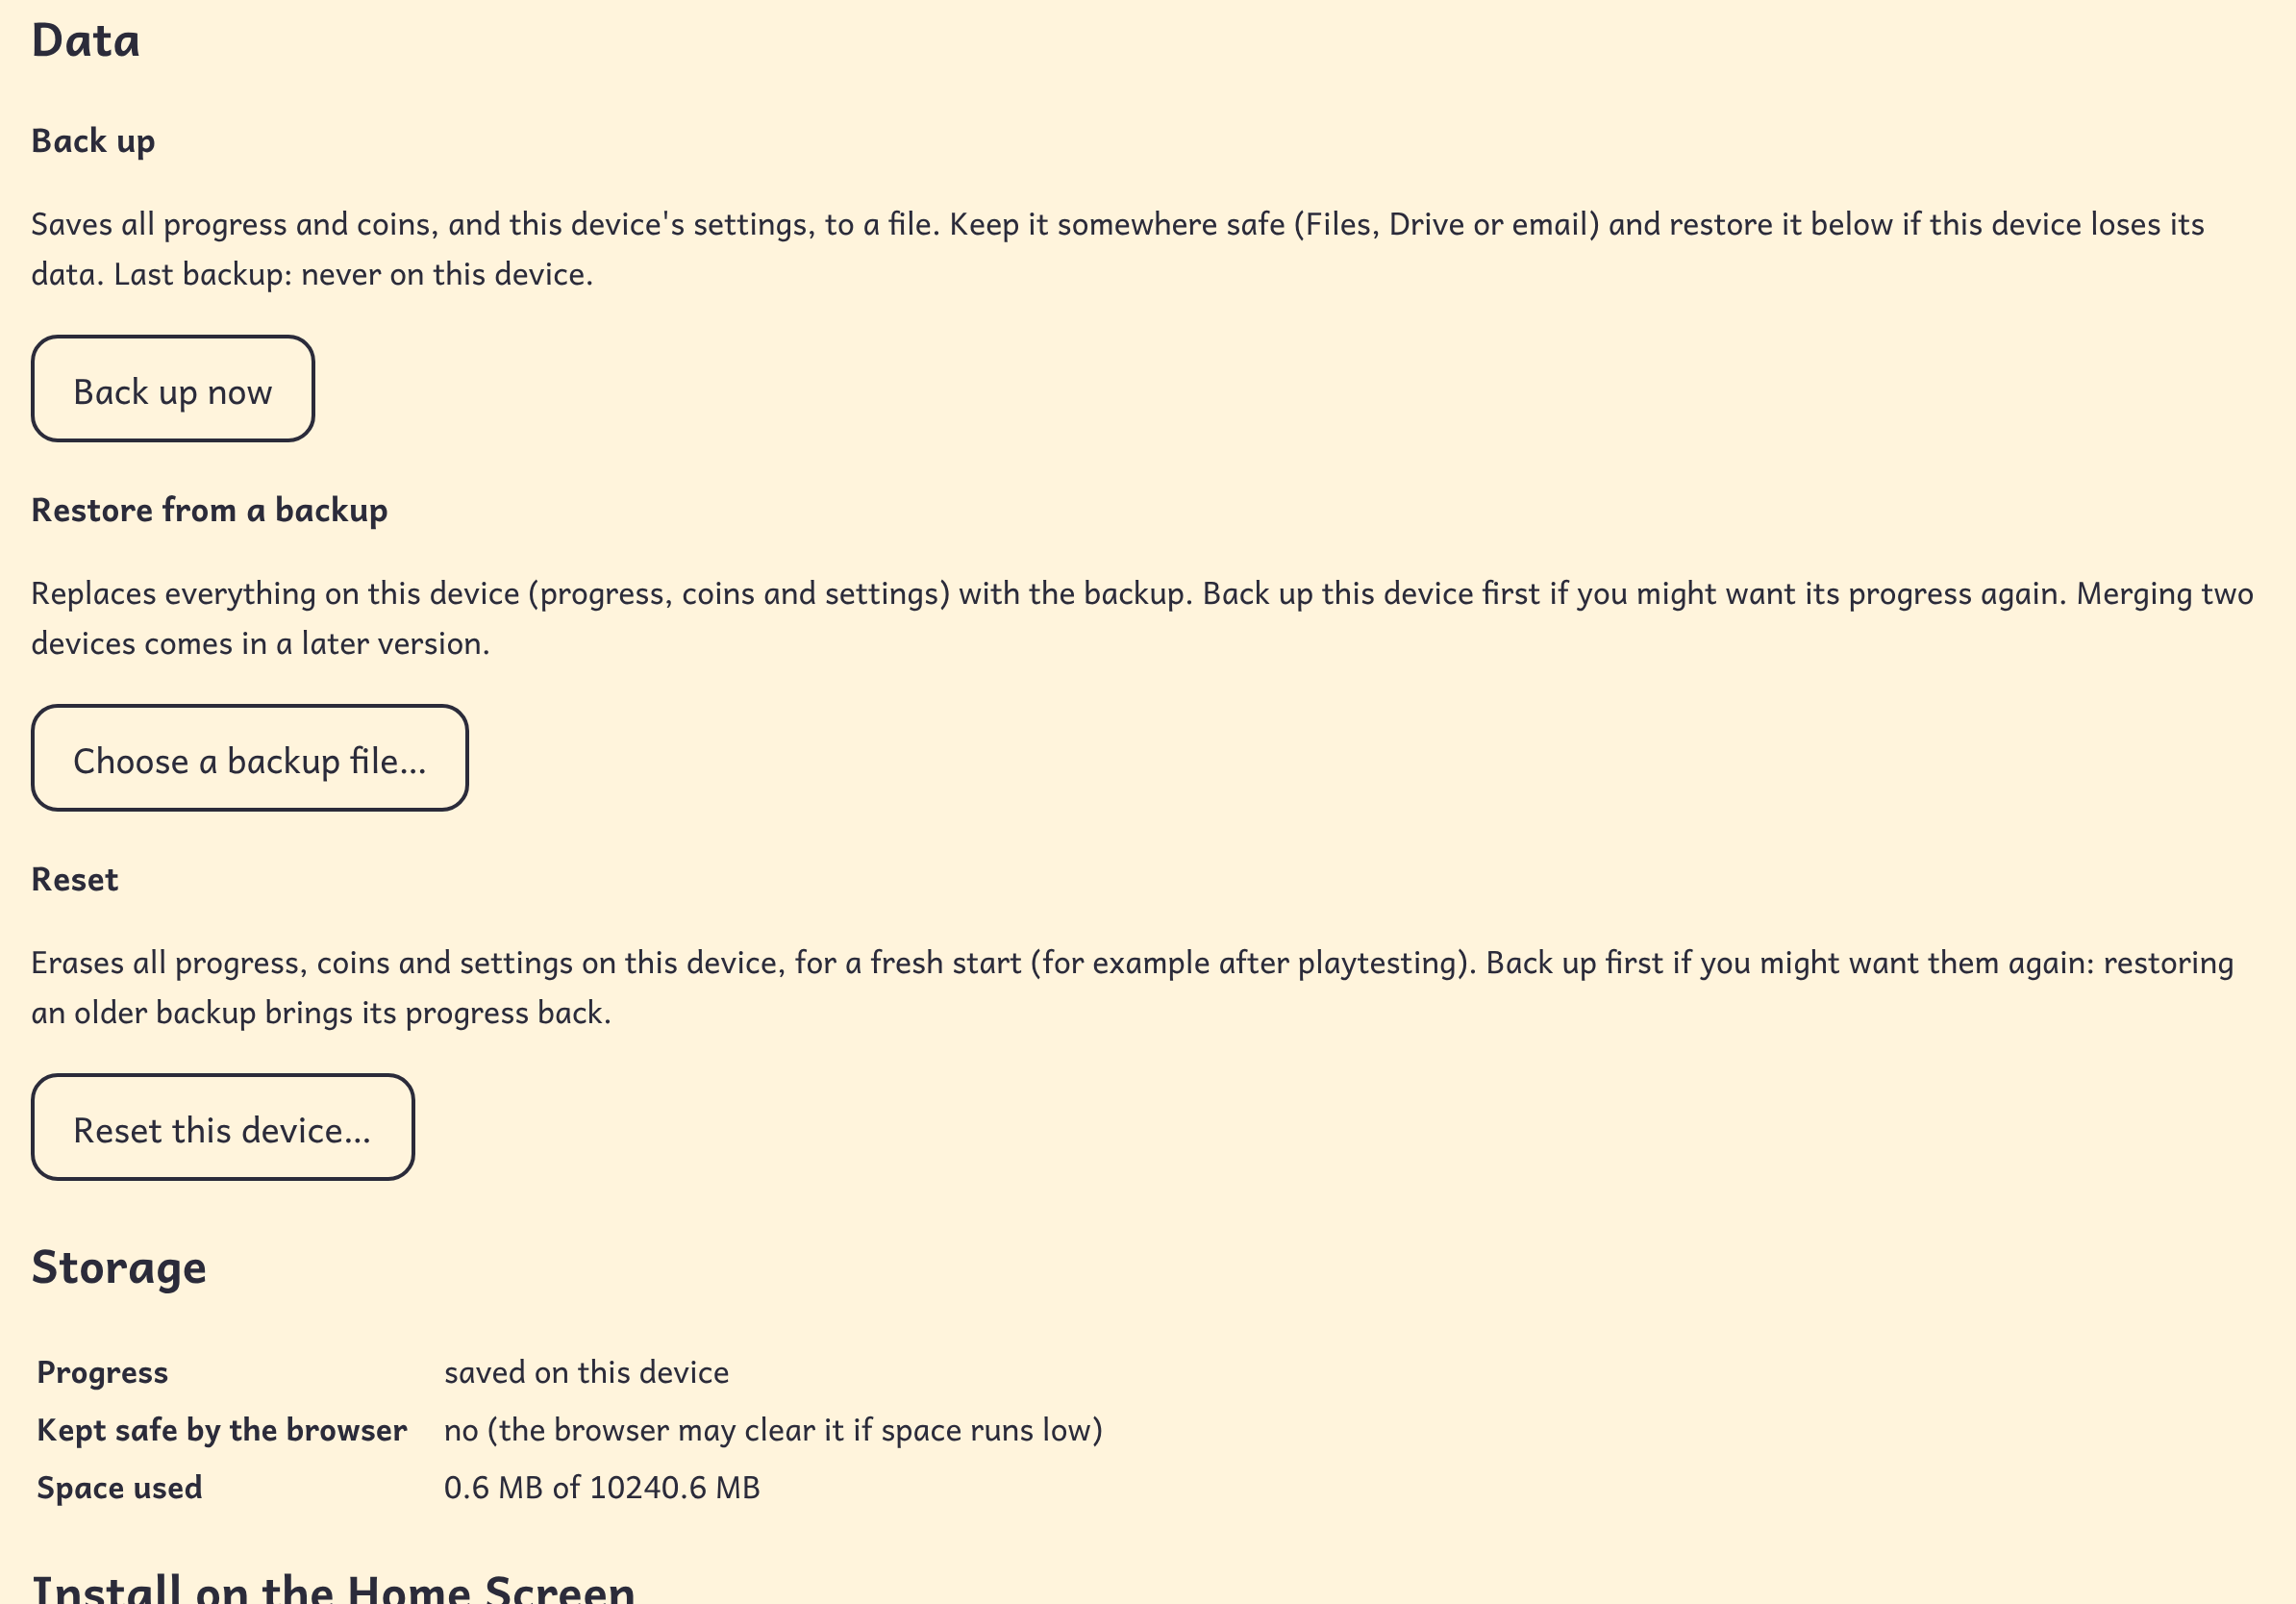 Data
Back up
Saves all progress and coins, and this device's settings, to a file. Keep it somewhere safe (Files, Drive or email) and restore it below if this device loses its
data. Last backup: never on this device.
Back up now
Restore from a backup
Replaces everything on this device (progress, coins and settings) with the backup. Back up this device first if you might want its progress again. Merging two
devices comes in a later version.
Choose a backup file...
Reset
Erases all progress, coins and settings on this device, for a fresh start (for example after playtesting). Back up first if you might want them again: restoring
an older backup brings its progress back.
Reset this device...
Storage
Progress saved on this device
Kept safe by the browser no (the browser may clear it if space runs low)
Space used 0.6 MB of 10240.6 MB
Install on the Home Screen